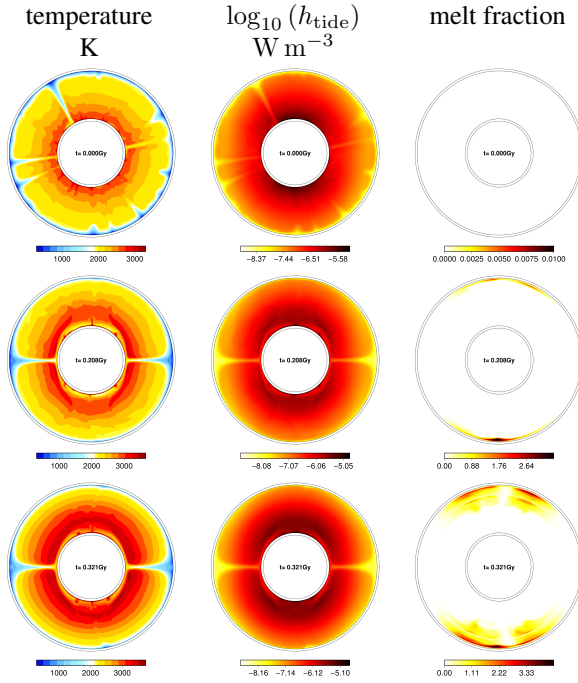 temperature log₁₀ (h_tide) melt fraction
K W m⁻³
t= 0.000Gy t= 0.000Gy t= 0.000Gy
1000 2000 3000 −8.37 −7.44 −6.51 −5.58 0.0000 0.0025 0.0050 0.0075 0.0100
t= 0.208Gy t= 0.208Gy t= 0.208Gy
1000 2000 3000 −8.08 −7.07 −6.06 −5.05 0.00 0.88 1.76 2.64
t= 0.321Gy t= 0.321Gy t= 0.321Gy
1000 2000 3000 −8.16 −7.14 −6.12 −5.10 0.00 1.11 2.22 3.33